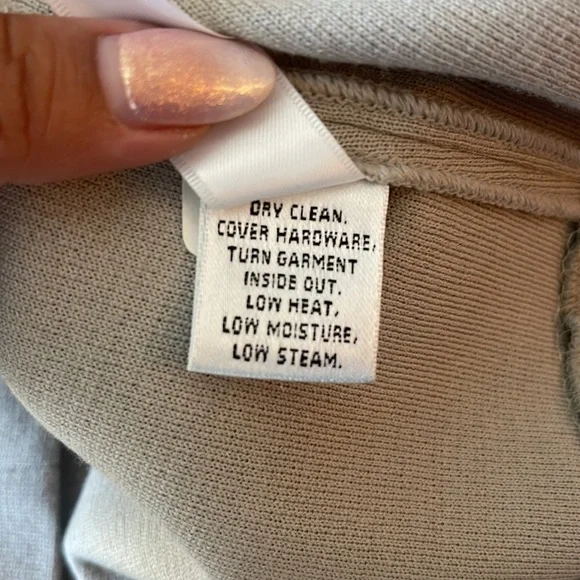 DRY CLEAN.
COVER HARDWARE,
TURN GARMENT
INSIDE OUT.
LOW HEAT,
LOW MOISTURE,
LOW STEAM.